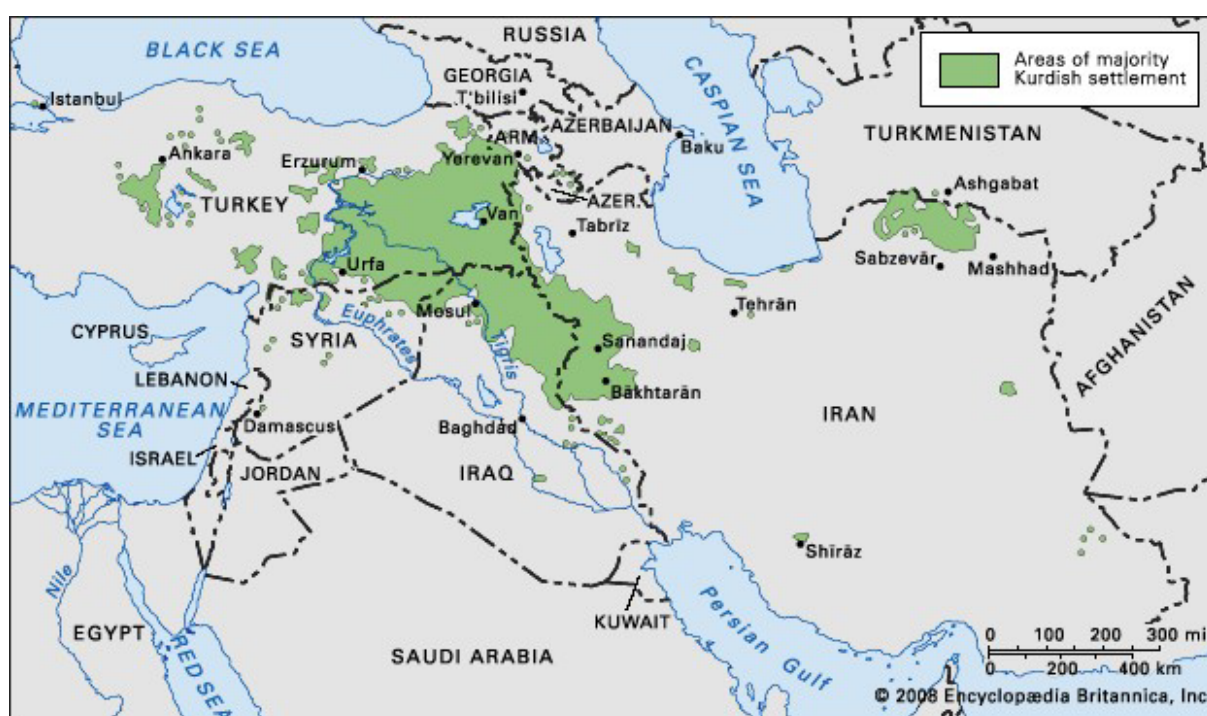 RUSSIA
BLACK SEA
GEORGIA
T'bilisi
CASPIAN SEA
Areas of majority
Kurdish settlement
Istanbul
Ankara
Erzurum
ARM.
Yerevan
AZERBAIJAN
Baku
TURKMENISTAN
TURKEY
Van
AZER.
Tabrīz
Ashgabat
Urfa
Sabzevār
Mashhad
Mosul
Tehrān
CYPRUS
SYRIA
Euphrates
Tigris
Sanandaj
AFGHANISTAN
LEBANON
Bākhtarān
MEDITERRANEAN
SEA
Damascus
Baghdād
IRAN
ISRAEL
JORDAN
IRAQ
Shīrāz
Nile
KUWAIT
EGYPT
RED SEA
SAUDI ARABIA
Persian Gulf
0 100 200 300 mi
0 200 400 km
© 2008 Encyclopædia Britannica, Inc